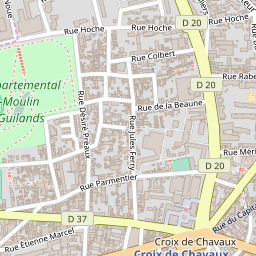 Rue Hoche
Rue Hoche
D 20
D 20
Rue Colbert
Rue Rabe
partemental
-Moulin
Guilands
Rue Désiré Préaux
Rue de la Beaune
Rue Jules Ferry
Rue Méri
D 20
Rue Parmentier
D 37
Rue du Capit
Rue Étienne Marcel
Croix de Chavaux
Croix de Chavaux